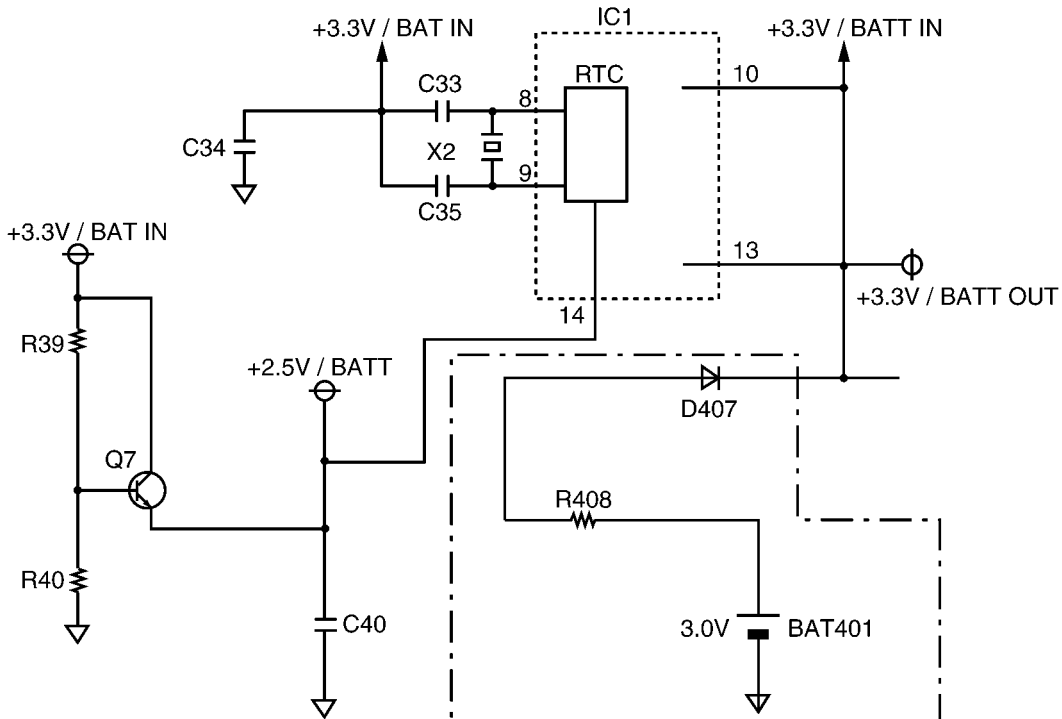 IC1
+3.3V / BAT IN
+3.3V / BATT IN
C33
RTC
10
8
C34
X2
9
C35
+3.3V / BAT IN
13
+3.3V / BATT OUT
14
R39
+2.5V / BATT
D407
Q7
R408
R40
C40
3.0V
BAT401